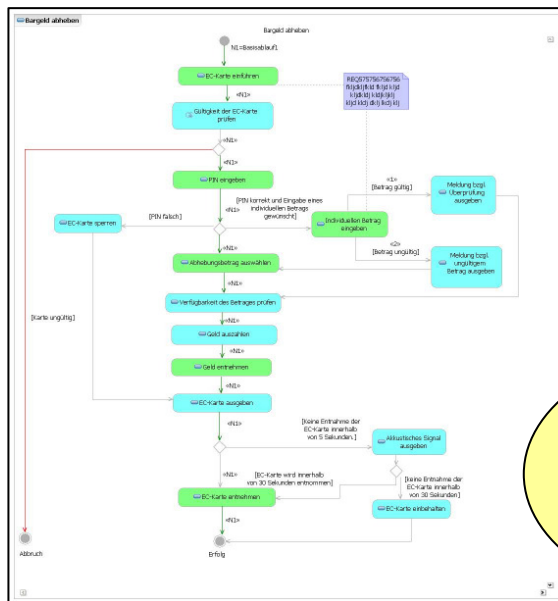 Bargeld abheben
Bargeld abheben
N1=Basisablauf1
EC-Karte einführen
<N1>
Gültigkeit der EC-Karte
prüfen
<N1>
<N1>
PIN eingeben
<N1>
[PIN falsch]
[PIN korrekt und Eingabe eines
individuellen Betrags
gewünscht]
EC-Karte sperren
Individuellen Betrag
eingeben
<1>
[Betrag gültig]
Meldung bzgl.
Überprüfung
ausgeben
<2>
[Betrag ungültig]
Meldung bzgl.
ungültigem
Betrag ausgeben
<N1>
Abhebungsbetrag auswählen
<N1>
Verfügbarkeit des Betrages prüfen
<N1>
[Karte ungültig]
Geld auszahlen
<N1>
Geld entnehmen
<N1>
EC-Karte ausgeben
<N1>
[Keine Entnahme der
EC-Karte innerhalb
von 5 Sekunden.]
Akkustisches Signal
ausgeben
<N1>
[EC-Karte wird innerhalb
von 30 Sekunden entnommen]
[keine Entnahme der
EC-Karte innerhalb
von 30 Sekunden]
EC-Karte entnehmen
EC-Karte einbehalten
<N1>
Abbruch
Erfolg